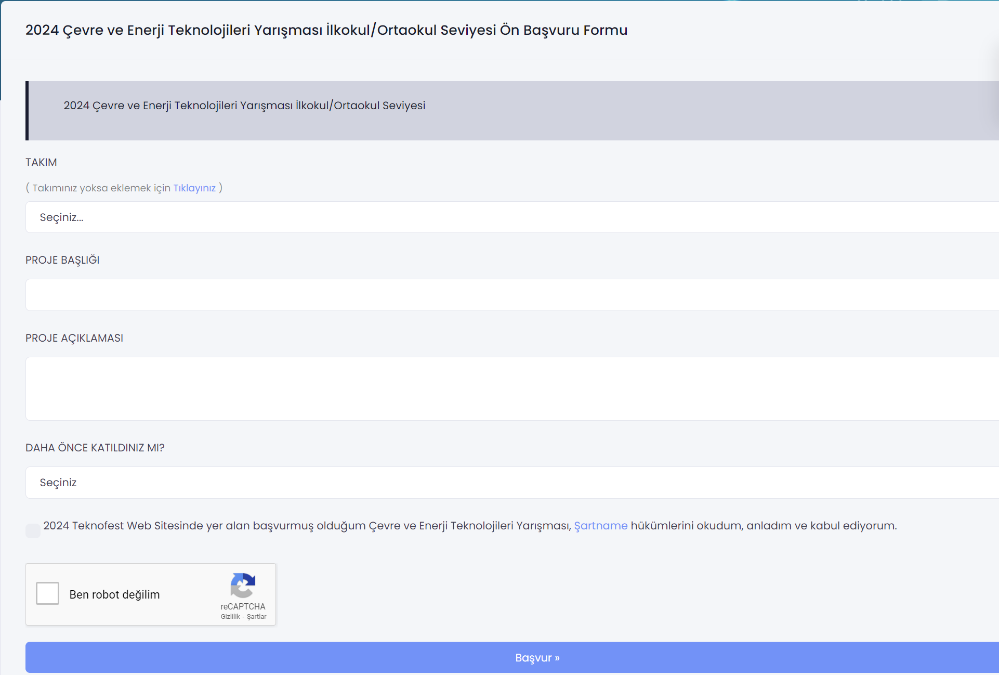 2024 Çevre ve Enerji Teknolojileri Yarışması İlkokul/Ortaokul Seviyesi Ön Başvuru Formu
2024 Çevre ve Enerji Teknolojileri Yarışması İlkokul/Ortaokul Seviyesi
TAKIM
( Takımınız yoksa eklemek için Tıklayınız )
Seçiniz...
PROJE BAŞLIĞI
PROJE AÇIKLAMASI
DAHA ÖNCE KATILDINIZ MI?
Seçiniz
2024 Teknofest Web Sitesinde yer alan başvurmuş olduğum Çevre ve Enerji Teknolojileri Yarışması, Şartname hükümlerini okudum, anladım ve kabul ediyorum.
Ben robot değilim
reCAPTCHA
Gizlilik - Şartlar
Başvur »